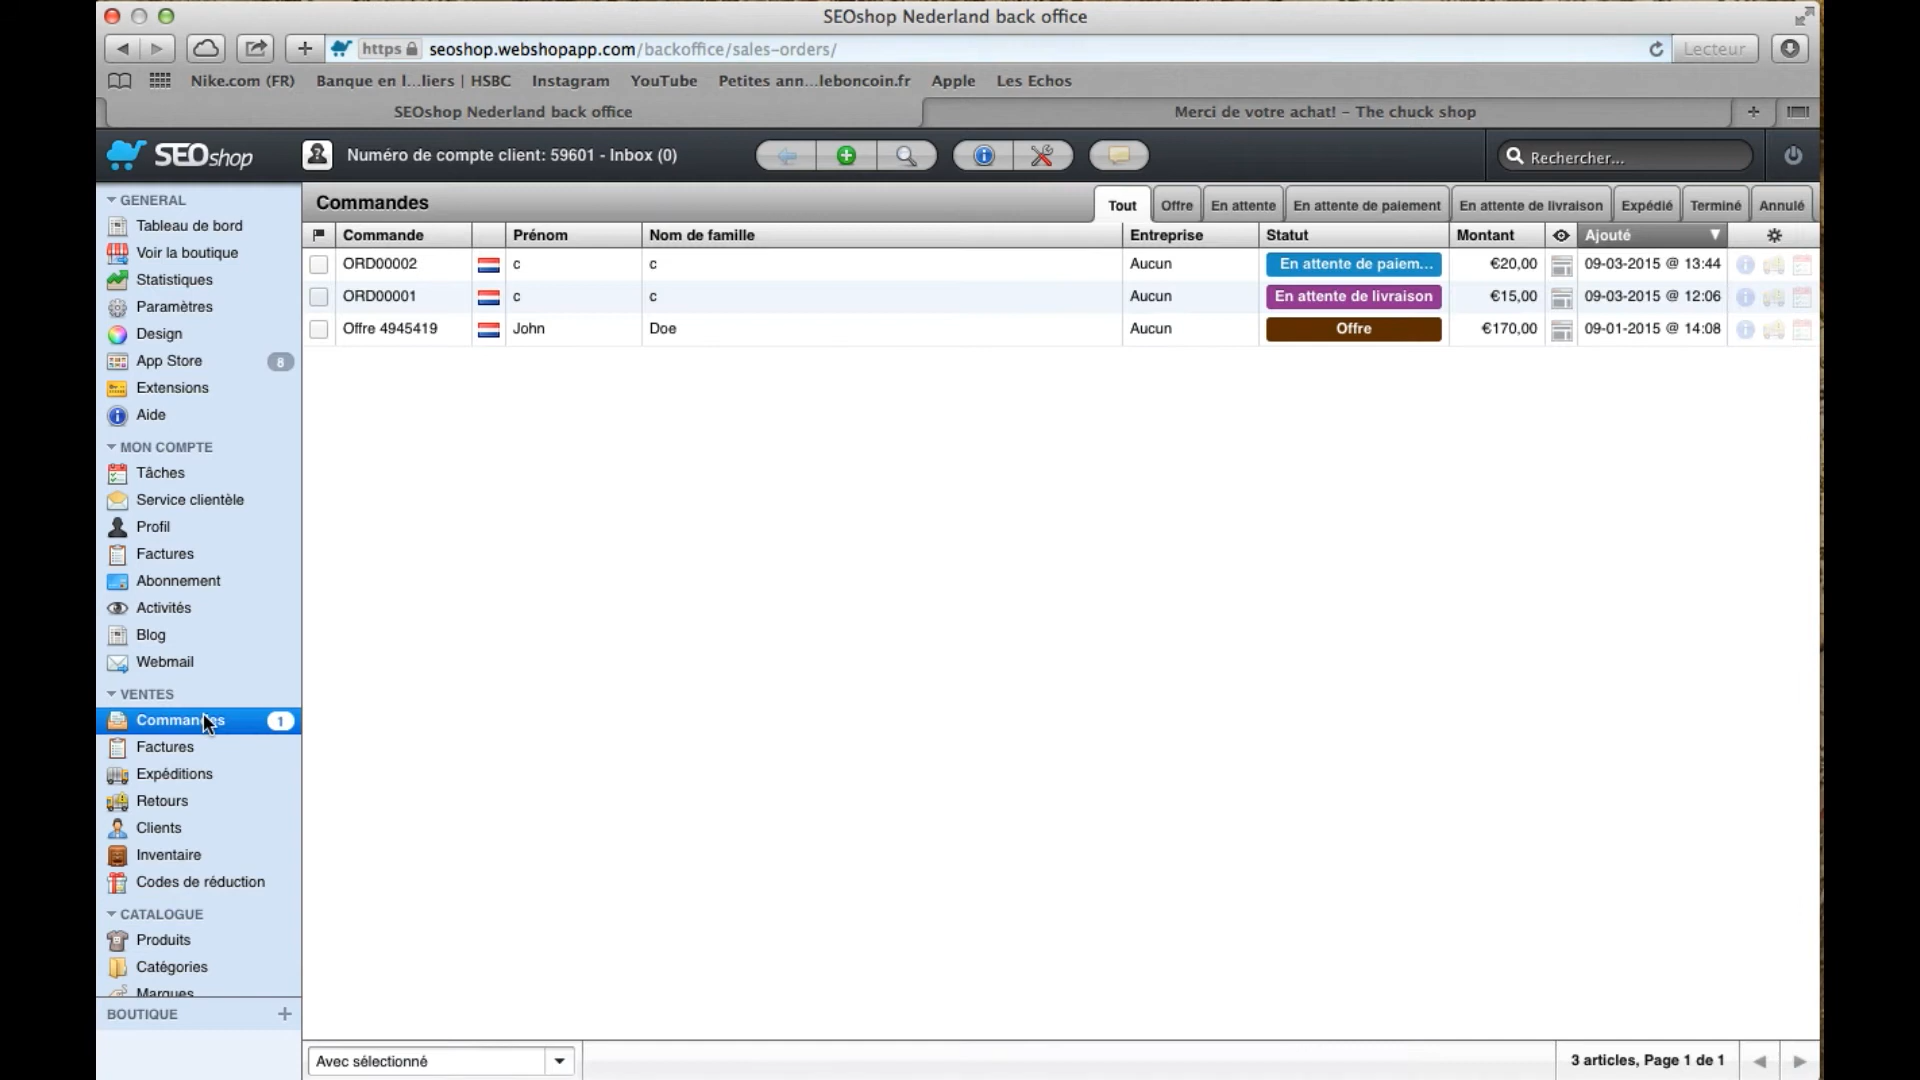 SEOshop Nederland back office
https seoshop.webshopapp.com/backoffice/sales-orders/ Lecteur
Nike.com (FR) Banque en l...liers | HSBC Instagram YouTube Petites ann...leboncoin.fr Apple Les Echos
SEOshop Nederland back office Merci de votre achat! – The chuck shop
SEOshop Numéro de compte client: 59601 - Inbox (0) Rechercher...
GENERAL
Tableau de bord
Voir la boutique
Statistiques
Paramètres
Design
App Store 8
Extensions
Aide
MON COMPTE
Tâches
Service clientèle
Profil
Factures
Abonnement
Activités
Blog
Webmail
VENTES
Commandes 1
Factures
Expéditions
Retours
Clients
Inventaire
Codes de réduction
CATALOGUE
Produits
Catégories
Marques
BOUTIQUE +
Commandes Tout Offre En attente En attente de paiement En attente de livraison Expédié Terminé Annulé
Commande Prénom Nom de famille Entreprise Statut Montant Ajouté
ORD00002 c c Aucun En attente de paiem... €20,00 09-03-2015 @ 13:44
ORD00001 c c Aucun En attente de livraison €15,00 09-03-2015 @ 12:06
Offre 4945419 John Doe Aucun Offre €170,00 09-01-2015 @ 14:08
Avec sélectionné 3 articles, Page 1 de 1